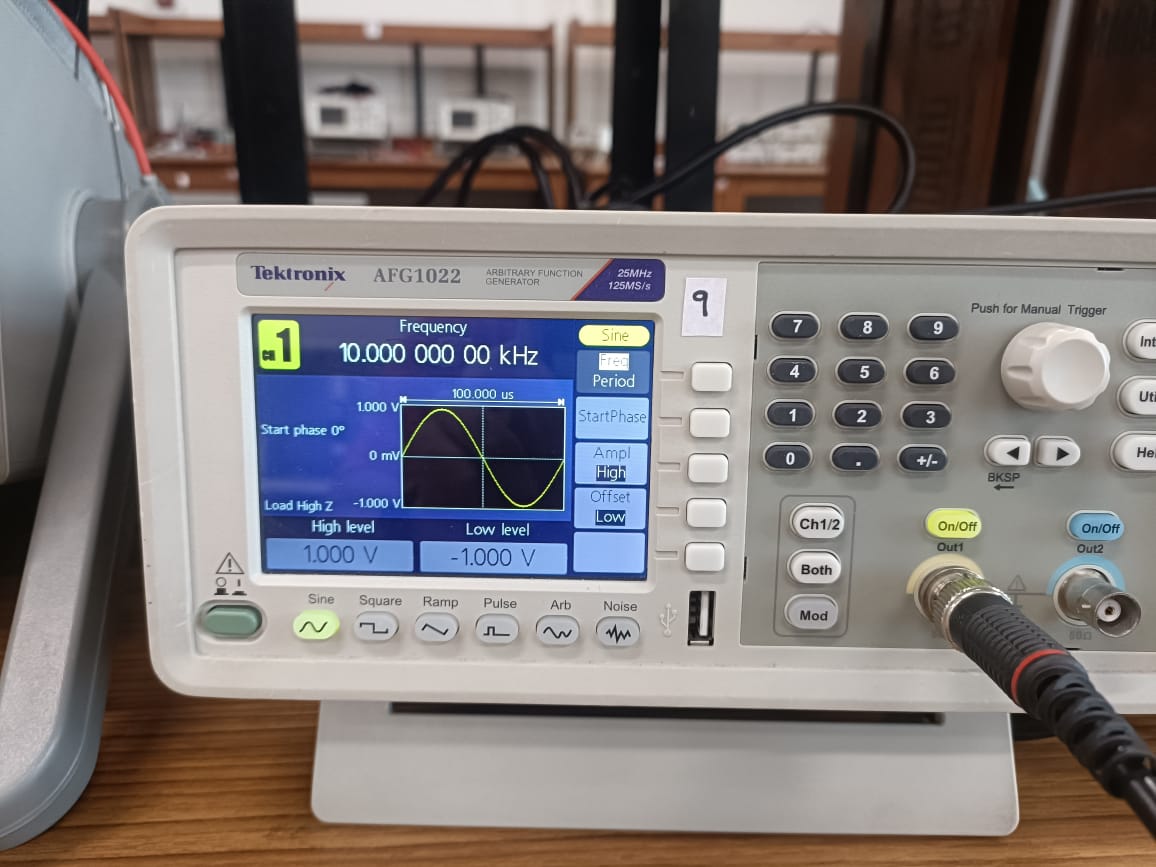 Tektronix AFG1022
ARBITRARY FUNCTION
GENERATOR
25MHz
125MS/s
9
CH 1
Frequency
10.000 000 00 kHz
Sine
Freq
Period
StartPhase
Ampl
High
Offset
Low
100.000 us
1.000 V
Start phase 0°
0 mV
Load High Z
-1.000 V
High level
Low level
1.000 V
-1.000 V
Sine
Square
Ramp
Pulse
Arb
Noise
Push for Manual Trigger
7 8 9
4 5 6
1 2 3
0 . +/-
BKSP
Int
Uti
Hel
Ch1/2
Both
Mod
On/Off
Out1
On/Off
Out2